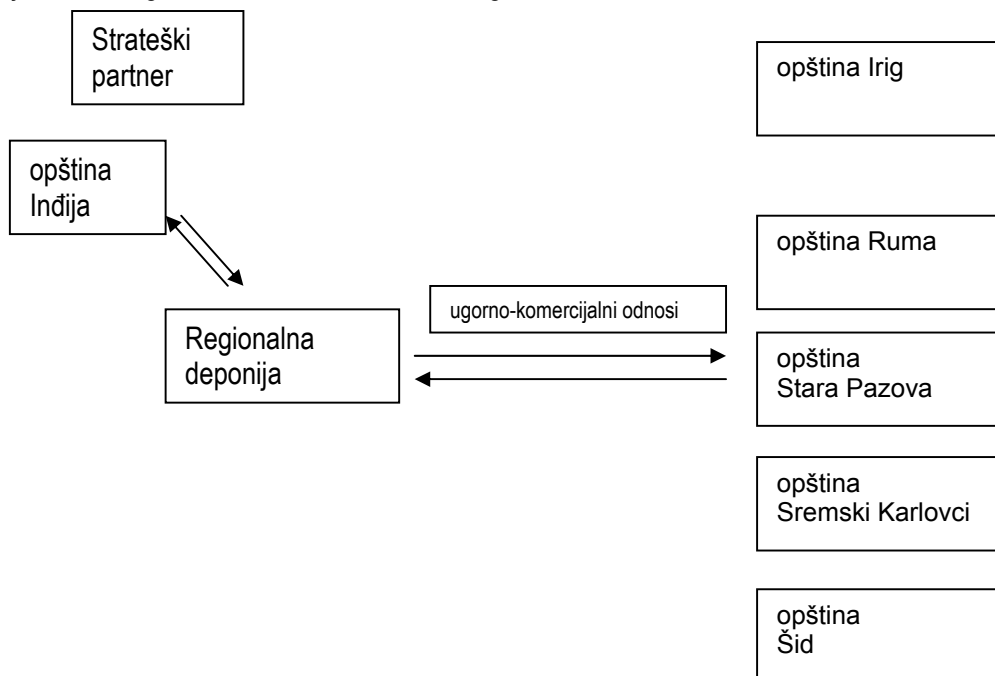 Strateški
partner
opština
Inđija
Regionalna
deponija
ugorno-komercijalni odnosi
opština Irig
opština Ruma
opština
Stara Pazova
opština
Sremski Karlovci
opština
Šid